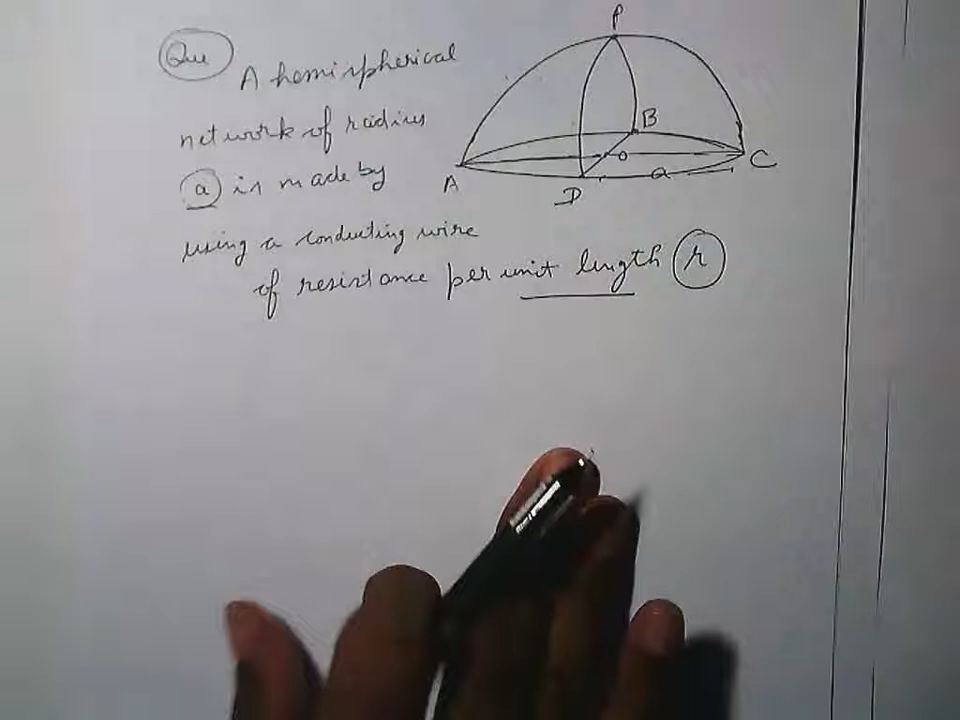 Que
A hemispherical
network of radius
a is made by
using a conducting wire
of resistance per unit length r
P
B
o
A
C
a
D